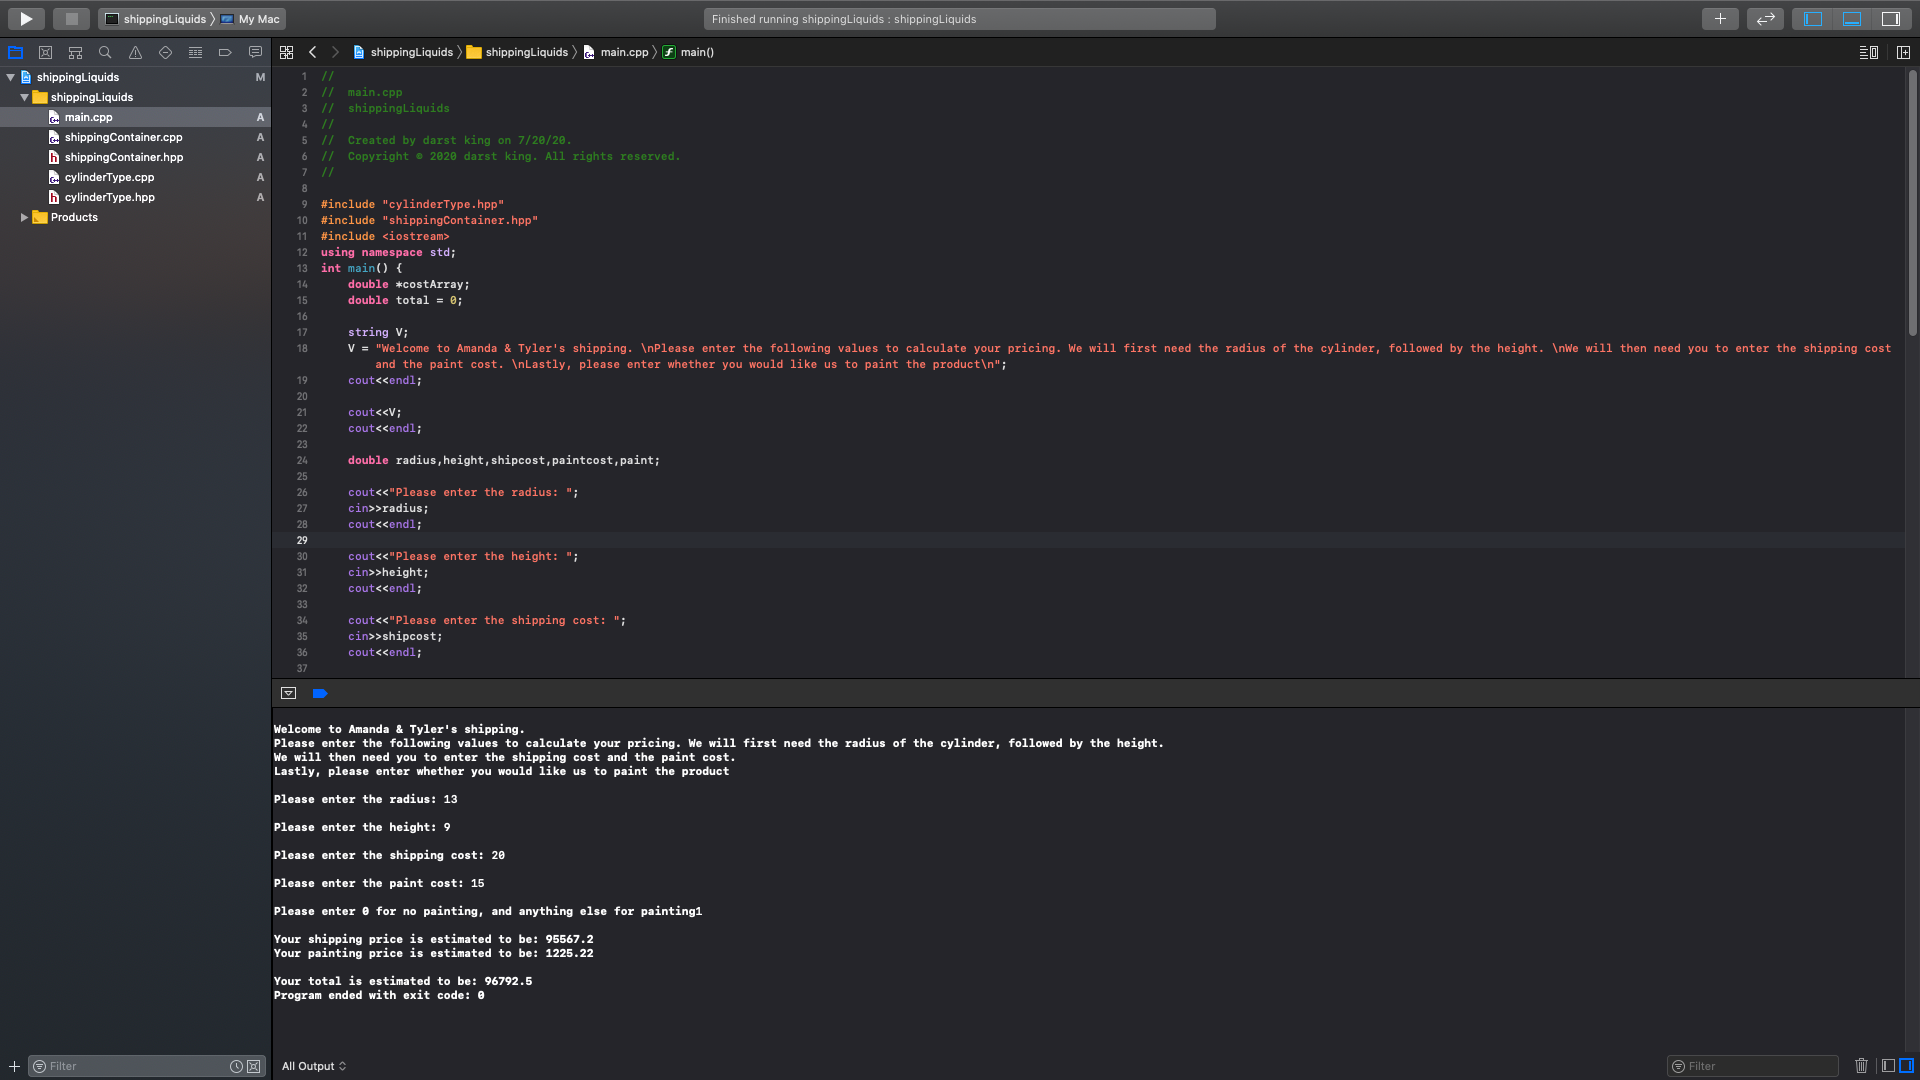 shippingLiquids 〉 My Mac
Finished running shippingLiquids : shippingLiquids
shippingLiquids 〉 shippingLiquids 〉 main.cpp 〉 main()
shippingLiquids M
shippingLiquids
main.cpp A
shippingContainer.cpp A
shippingContainer.hpp A
cylinderType.cpp A
cylinderType.hpp A
Products
1 //
2 //  main.cpp
3 //  shippingLiquids
4 //
5 //  Created by darst king on 7/20/20.
6 //  Copyright © 2020 darst king. All rights reserved.
7 //
8
9 #include "cylinderType.hpp"
10 #include "shippingContainer.hpp"
11 #include <iostream>
12 using namespace std;
13 int main() {
14     double *costArray;
15     double total = 0;
16
17     string V;
18     V = "Welcome to Amanda & Tyler's shipping. \nPlease enter the following values to calculate your pricing. We will first need the radius of the cylinder, followed by the height. \nWe will then need you to enter the shipping cost
and the paint cost. \nLastly, please enter whether you would like us to paint the product\n";
19     cout<<endl;
20
21     cout<<V;
22     cout<<endl;
23
24     double radius,height,shipcost,paintcost,paint;
25
26     cout<<"Please enter the radius: ";
27     cin>>radius;
28     cout<<endl;
29
30     cout<<"Please enter the height: ";
31     cin>>height;
32     cout<<endl;
33
34     cout<<"Please enter the shipping cost: ";
35     cin>>shipcost;
36     cout<<endl;
37
Welcome to Amanda & Tyler's shipping.
Please enter the following values to calculate your pricing. We will first need the radius of the cylinder, followed by the height.
We will then need you to enter the shipping cost and the paint cost.
Lastly, please enter whether you would like us to paint the product
Please enter the radius: 13
Please enter the height: 9
Please enter the shipping cost: 20
Please enter the paint cost: 15
Please enter 0 for no painting, and anything else for painting1
Your shipping price is estimated to be: 95567.2
Your painting price is estimated to be: 1225.22
Your total is estimated to be: 96792.5
Program ended with exit code: 0
Filter
All Output
Filter